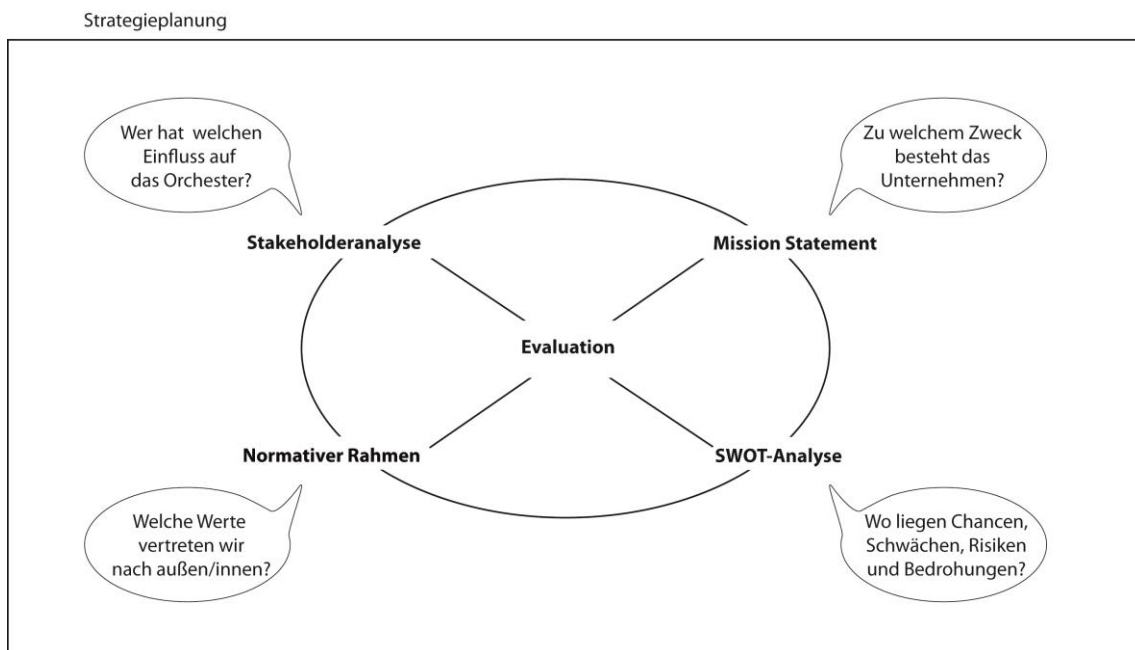 Strategieplanung
Wer hat welchen
Einfluss auf
das Orchester?
Zu welchem Zweck
besteht das
Unternehmen?
Stakeholderanalyse
Mission Statement
Evaluation
Normativer Rahmen
SWOT-Analyse
Welche Werte
vertreten wir
nach außen/innen?
Wo liegen Chancen,
Schwächen, Risiken
und Bedrohungen?